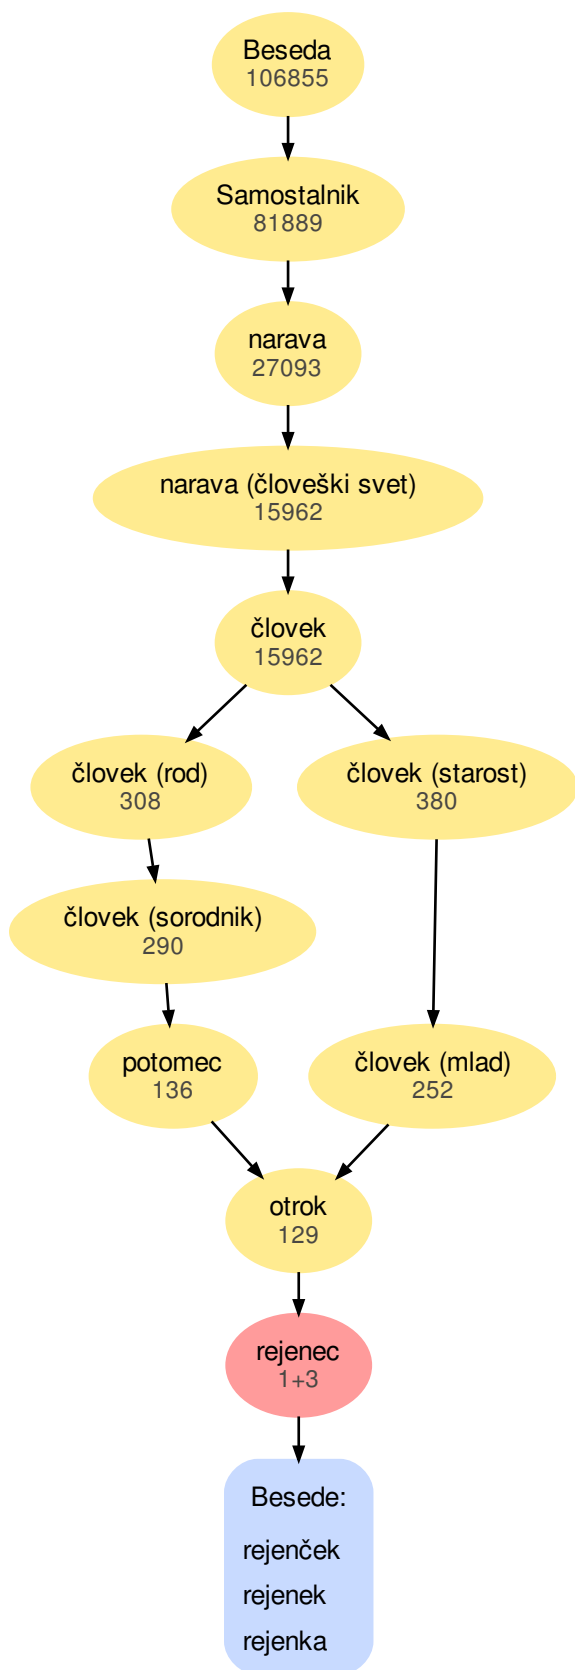 Beseda
106855
Samostalnik
81889
narava
27093
narava (človeški svet)
15962
človek
15962
človek (rod)
308
človek (starost)
380
človek (sorodnik)
290
potomec
136
človek (mlad)
252
otrok
129
rejenec
1+3
Besede:
rejenček
rejenek
rejenka